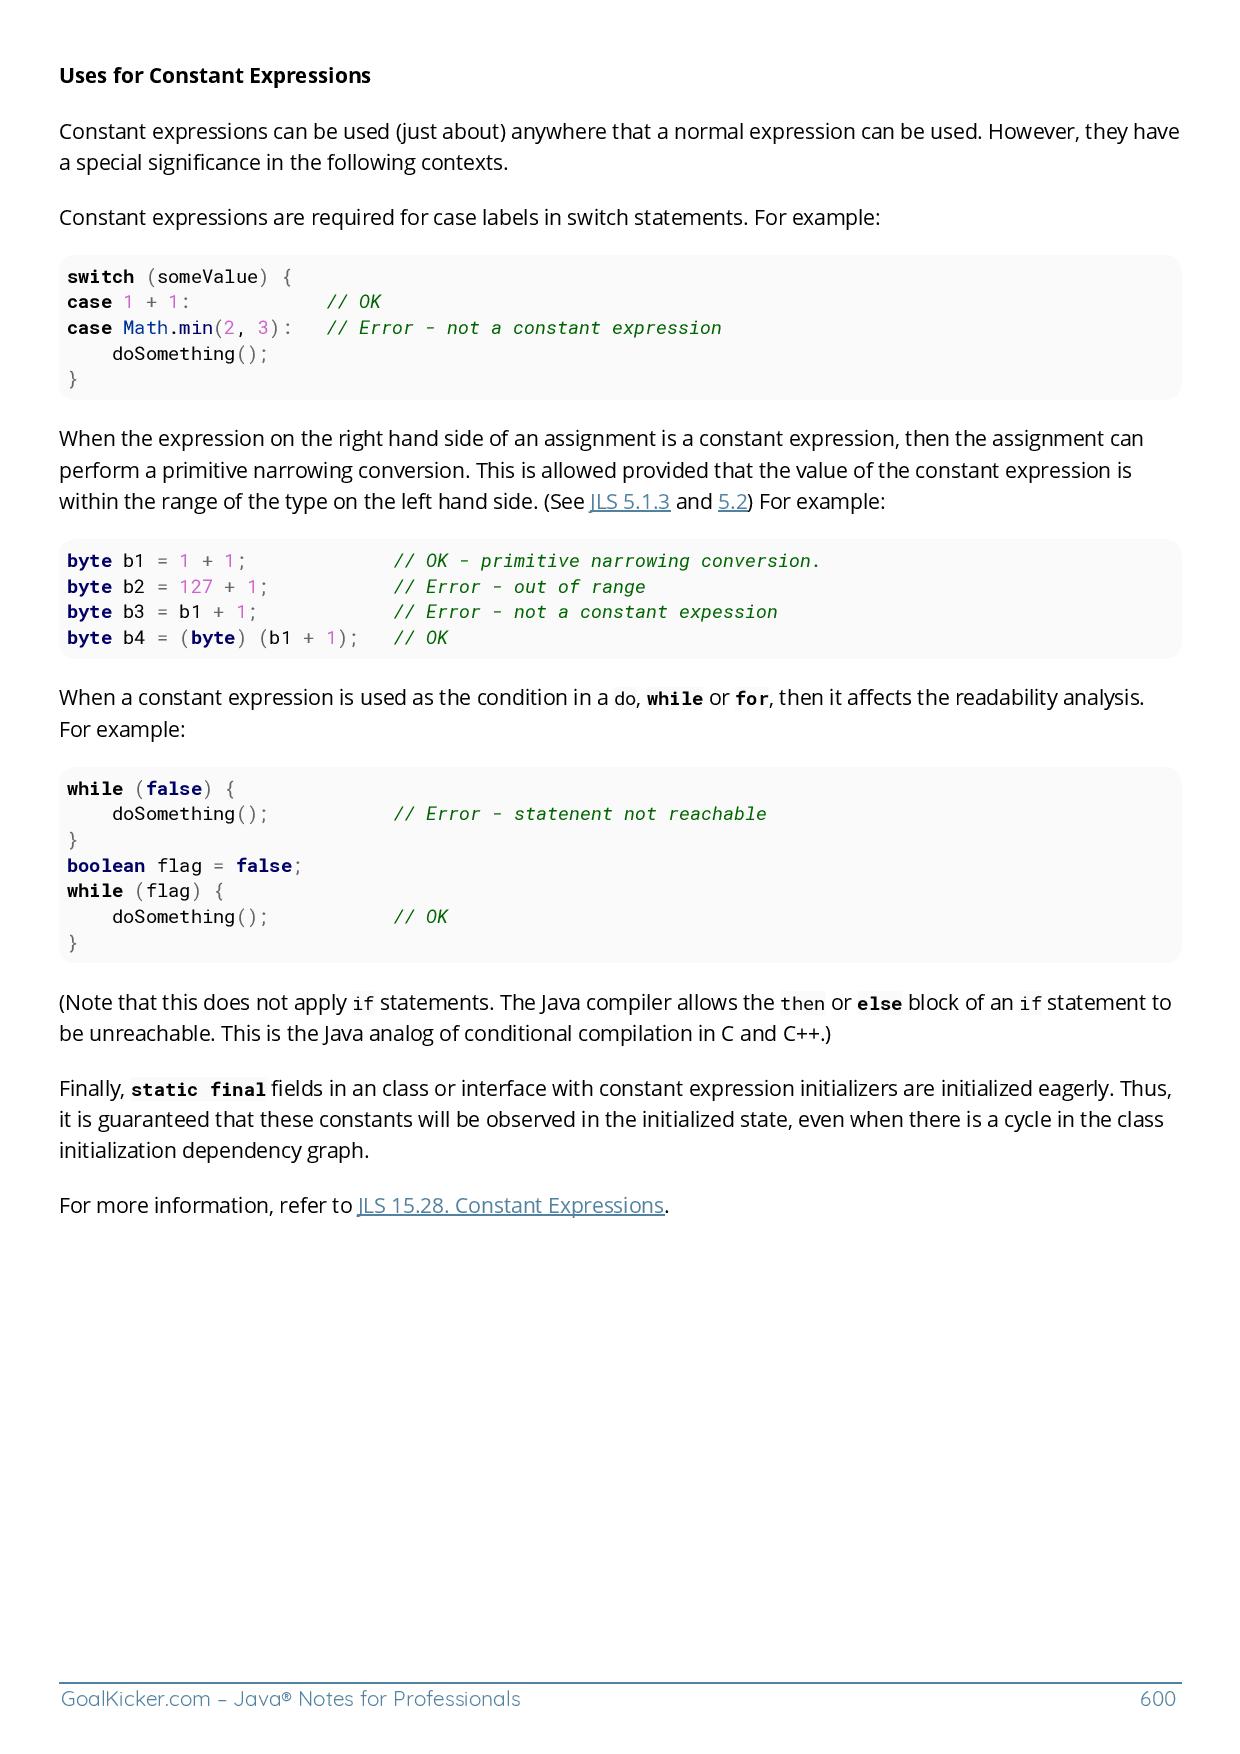 Uses for Constant Expressions
Constant expressions can be used (just about) anywhere that a normal expression can be used. However, they have
a special significance in the following contexts.
Constant expressions are required for case labels in switch statements. For example:
switch (someValue) {
case 1 + 1:            // OK
case Math.min(2, 3):   // Error - not a constant expression
    doSomething();
}
When the expression on the right hand side of an assignment is a constant expression, then the assignment can
perform a primitive narrowing conversion. This is allowed provided that the value of the constant expression is
within the range of the type on the left hand side. (See JLS 5.1.3 and 5.2) For example:
byte b1 = 1 + 1;             // OK - primitive narrowing conversion.
byte b2 = 127 + 1;           // Error - out of range
byte b3 = b1 + 1;            // Error - not a constant expession
byte b4 = (byte) (b1 + 1);   // OK
When a constant expression is used as the condition in a do, while or for, then it affects the readability analysis.
For example:
while (false) {
    doSomething();           // Error - statenent not reachable
}
boolean flag = false;
while (flag) {
    doSomething();           // OK
}
(Note that this does not apply if statements. The Java compiler allows the then or else block of an if statement to
be unreachable. This is the Java analog of conditional compilation in C and C++.)
Finally, static final fields in an class or interface with constant expression initializers are initialized eagerly. Thus,
it is guaranteed that these constants will be observed in the initialized state, even when there is a cycle in the class
initialization dependency graph.
For more information, refer to JLS 15.28. Constant Expressions.
GoalKicker.com – Java® Notes for Professionals 600